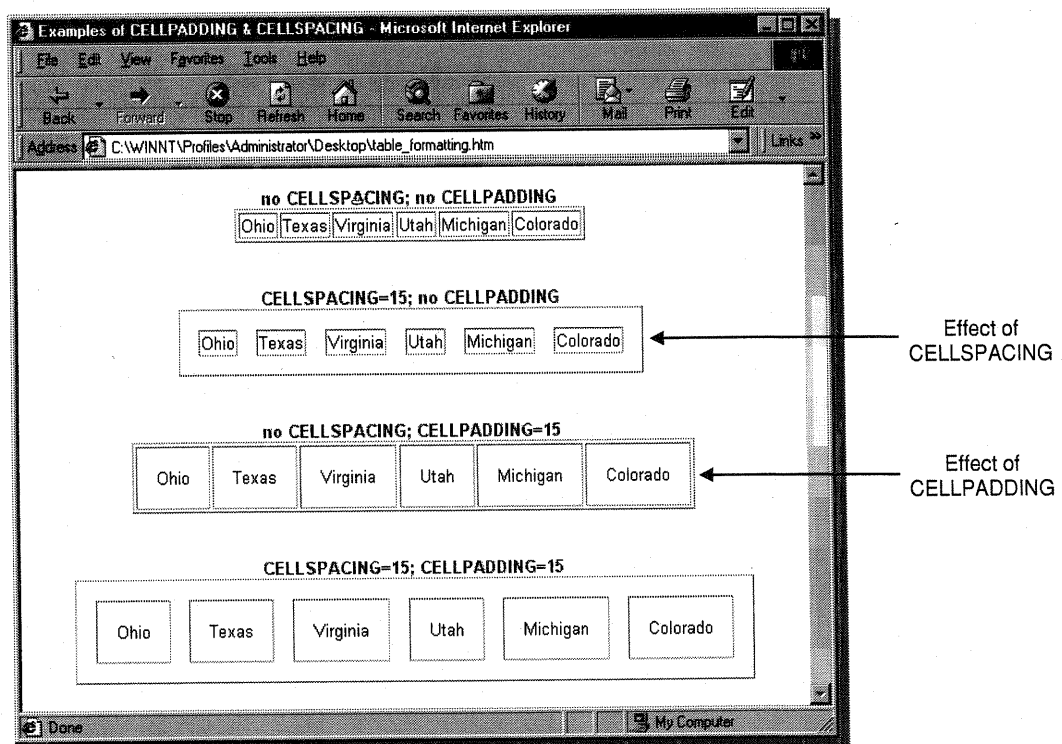 Examples of CELLPADDING & CELLSPACING - Microsoft Internet Explorer
File Edit View Favorites Tools Help
Back Forward Stop Refresh Home Search Favorites History Mail Print Edit
Address C:\WINNT\Profiles\Administrator\Desktop\table_formatting.htm Links »
no CELLSPACING; no CELLPADDING
Ohio Texas Virginia Utah Michigan Colorado
CELLSPACING=15; no CELLPADDING
Ohio Texas Virginia Utah Michigan Colorado
Effect of
CELLSPACING
no CELLSPACING; CELLPADDING=15
Ohio Texas Virginia Utah Michigan Colorado
Effect of
CELLPADDING
CELLSPACING=15; CELLPADDING=15
Ohio Texas Virginia Utah Michigan Colorado
Done My Computer